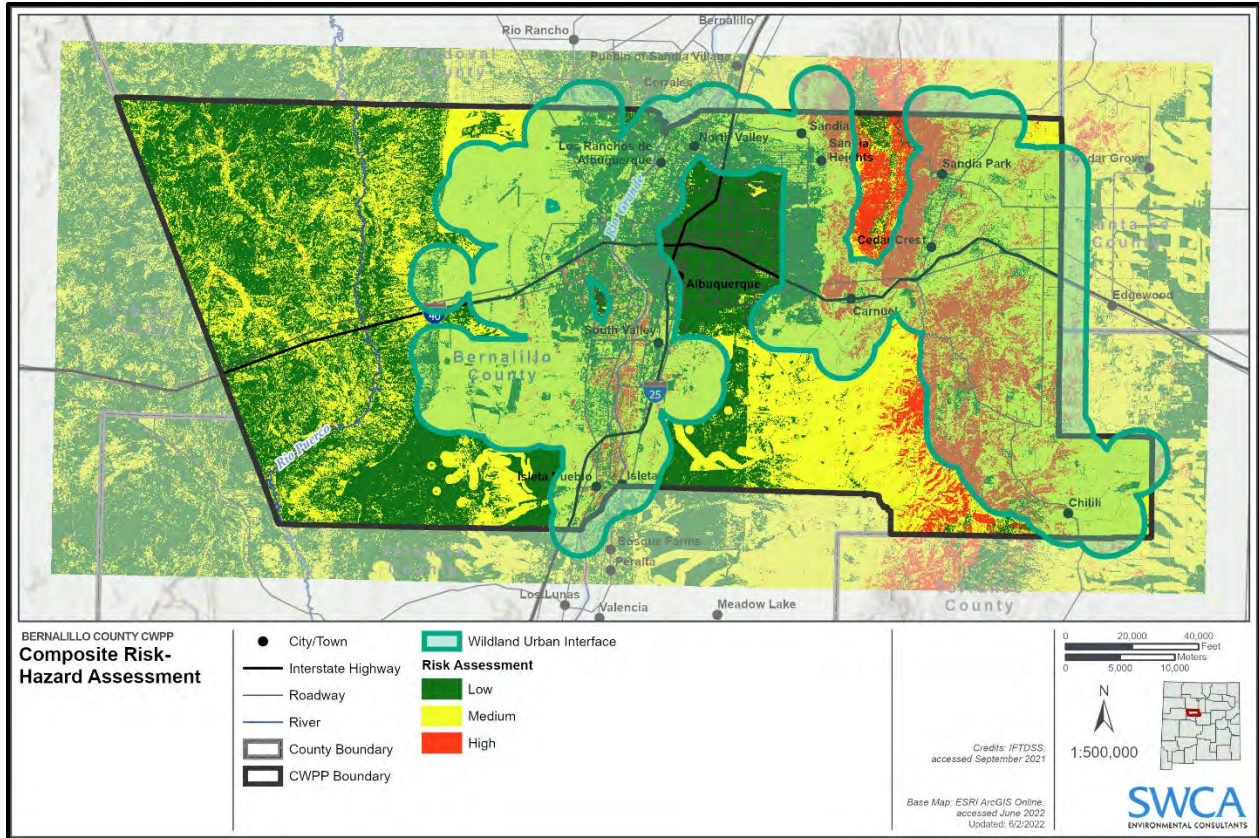 Bernalillo
Rio Rancho
Pueblo of Sandia Village
Sandoval
County
Corrales
North Valley
Sandia
Los Ranchos de
Albuquerque
Sandia
Heights
Sandia Park
Cedar Grove
Rio Grande
Santa Fe
County
Cedar Crest
Albuquerque
Edgewood
Carnuel
40
South Valley
Bernalillo
County
25
Rio Puerco
Isleta Pueblo
Isleta
Chilili
Bosque Farms
Peralta
Los Lunas
Valencia
Meadow Lake
Torrance
County
BERNALILLO COUNTY CWPP
Composite Risk-
Hazard Assessment
City/Town
Interstate Highway
Roadway
River
County Boundary
CWPP Boundary
Wildland Urban Interface
Risk Assessment
Low
Medium
High
Credits: IFTDSS,
accessed September 2021
Base Map: ESRI ArcGIS Online,
accessed June 2022
Updated: 6/2/2022
0 20,000 40,000
Feet
Meters
0 5,000 10,000
N
1:500,000
SWCA
ENVIRONMENTAL CONSULTANTS